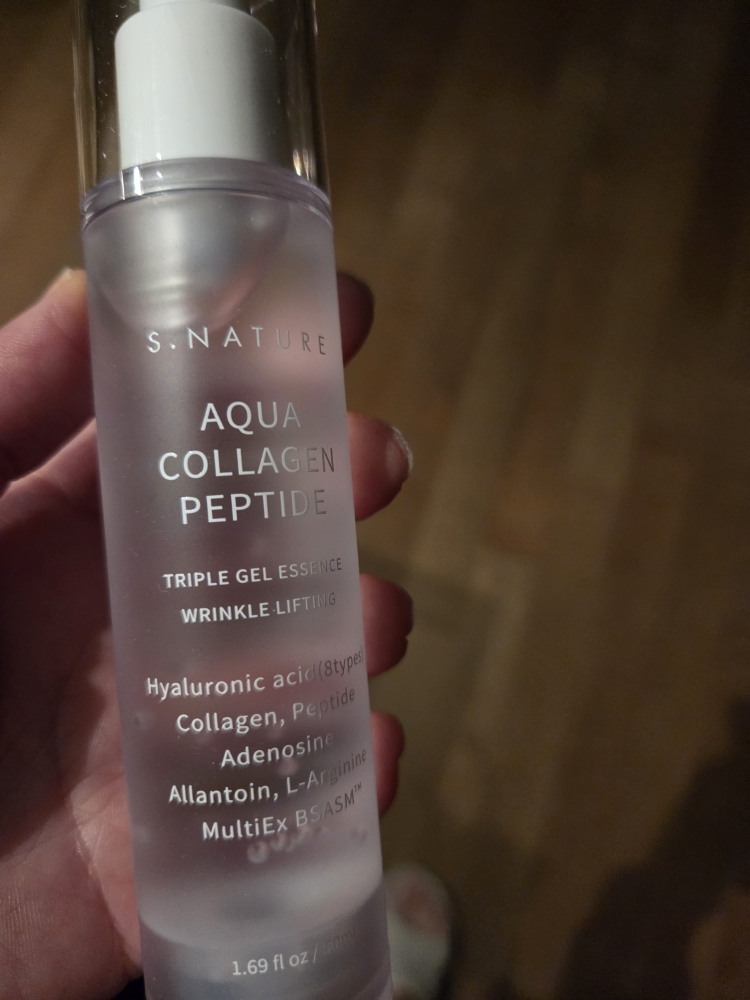 S.NATURE
AQUA
COLLAGEN
PEPTIDE
TRIPLE GEL ESSENCE
WRINKLE·LIFTING
Hyaluronic acid(8types)
Collagen, Peptide
Adenosine
Allantoin, L-Arginine
MultiEx BSASM™
1.69 fl oz /